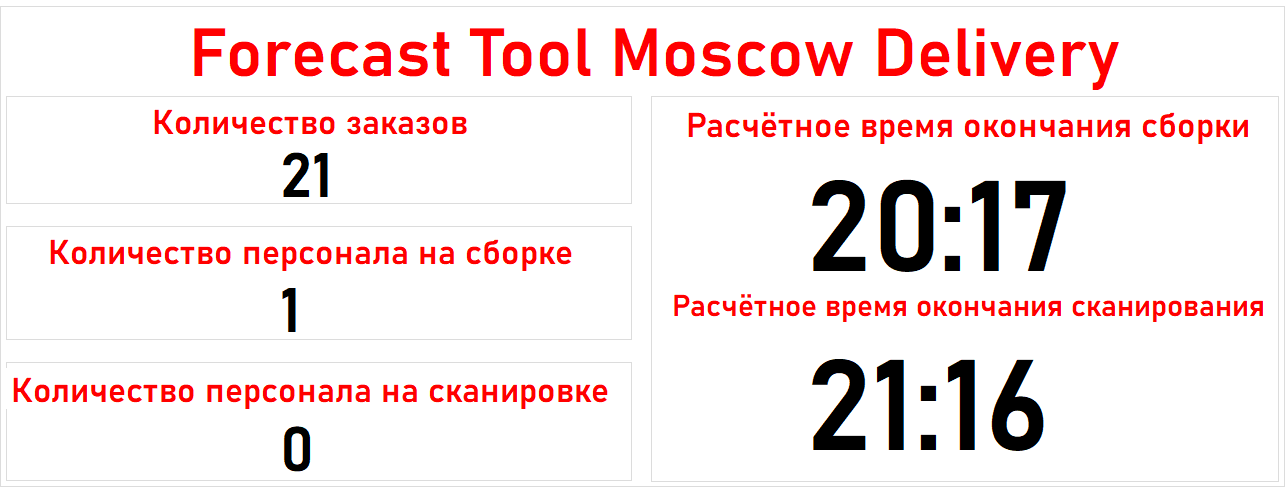 Forecast Tool Moscow Delivery
Количество заказов
21
Количество персонала на сборке
1
Количество персонала на сканировке
0
Расчётное время окончания сборки
20:17
Расчётное время окончания сканирования
21:16